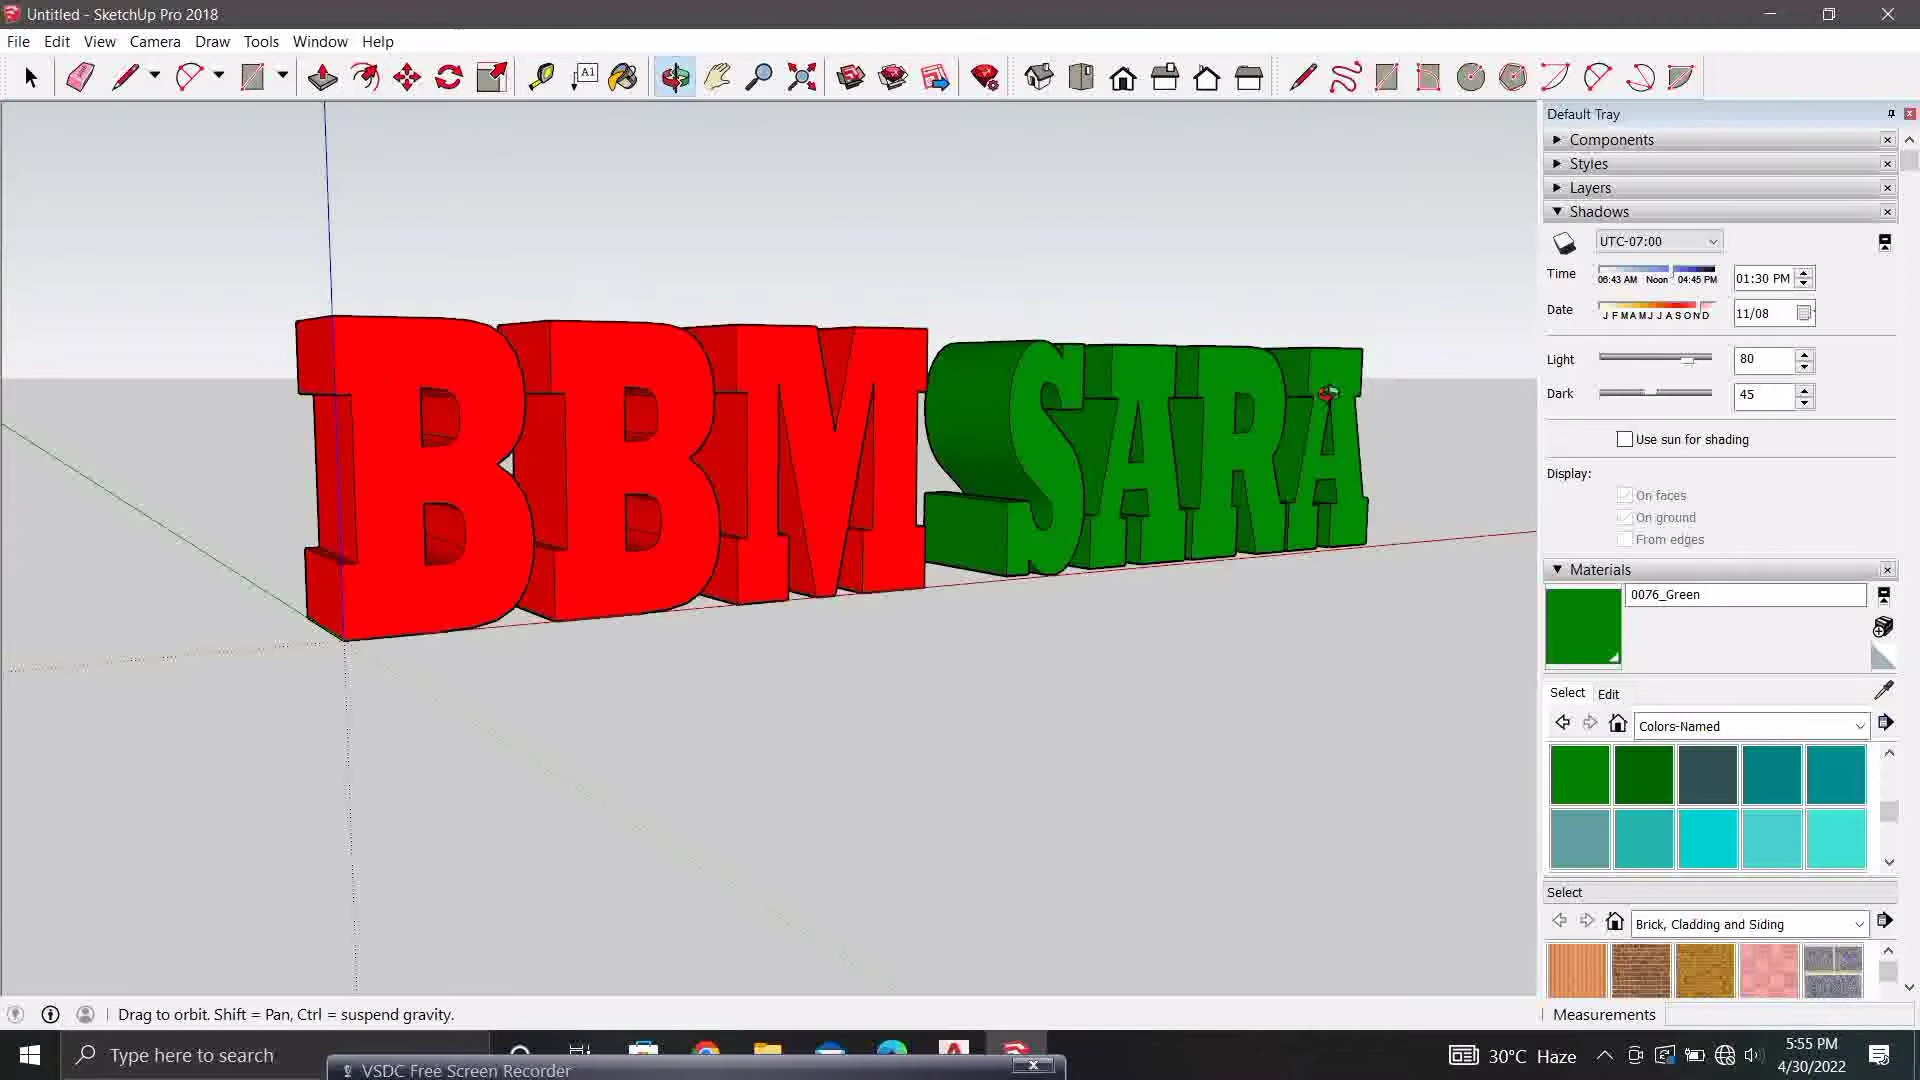 Untitled - SketchUp Pro 2018
File Edit View Camera Draw Tools Window Help
A1
Default Tray
Components
Styles
Layers
Shadows
UTC-07:00
Time 06:43 AM Noon 04:45 PM 01:30 PM
Date J F M A M J J A S O N D 11/08
Light 80
Dark 45
Use sun for shading
Display:
On faces
On ground
From edges
BBM SARA
Materials
0076_Green
Select Edit
Colors-Named
Select
Brick, Cladding and Siding
Drag to orbit. Shift = Pan, Ctrl = suspend gravity.
Measurements
Type here to search
VSDC Free Screen Recorder
30°C Haze
5:55 PM
4/30/2022